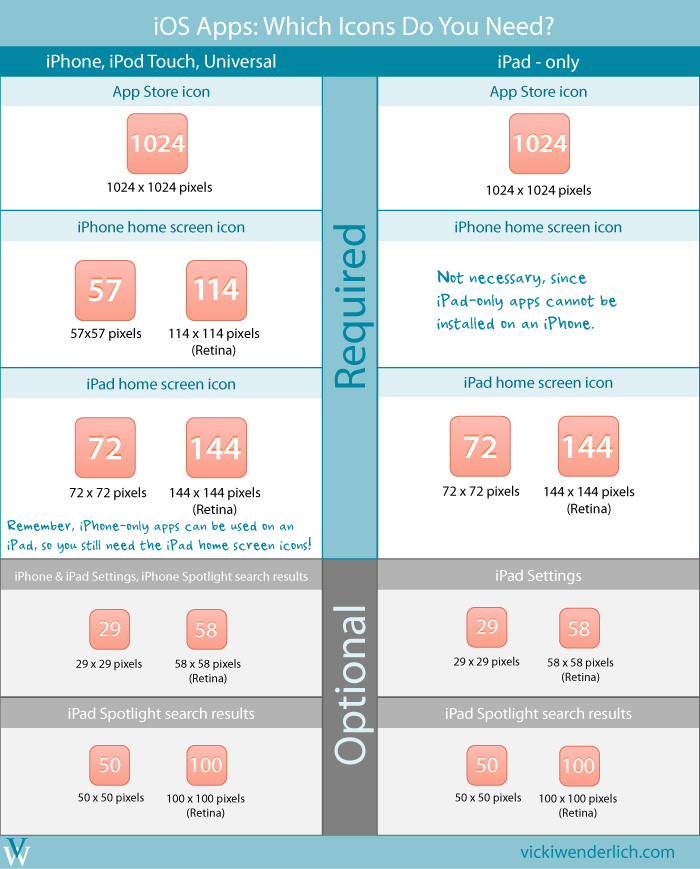 iOS Apps: Which Icons Do You Need?
iPhone, iPod Touch, Universal
App Store icon
1024
1024 x 1024 pixels
iPhone home screen icon
57
114
57x57 pixels
114 x 114 pixels
(Retina)
iPad home screen icon
72
144
72 x 72 pixels
144 x 144 pixels
(Retina)
Remember, iPhone-only apps can be used on an
iPad, so you still need the iPad home screen icons!
iPhone & iPad Settings, iPhone Spotlight search results
29
58
29 x 29 pixels
58 x 58 pixels
(Retina)
iPad Spotlight search results
50
100
50 x 50 pixels
100 x 100 pixels
(Retina)
Required
Optional
iPad - only
App Store icon
1024
1024 x 1024 pixels
iPhone home screen icon
Not necessary, since
iPad-only apps cannot be
installed on an iPhone.
iPad home screen icon
72
144
72 x 72 pixels
144 x 144 pixels
(Retina)
iPad Settings
29
58
29 x 29 pixels
58 x 58 pixels
(Retina)
iPad Spotlight search results
50
100
50 x 50 pixels
100 x 100 pixels
(Retina)
VW
vickiwenderlich.com